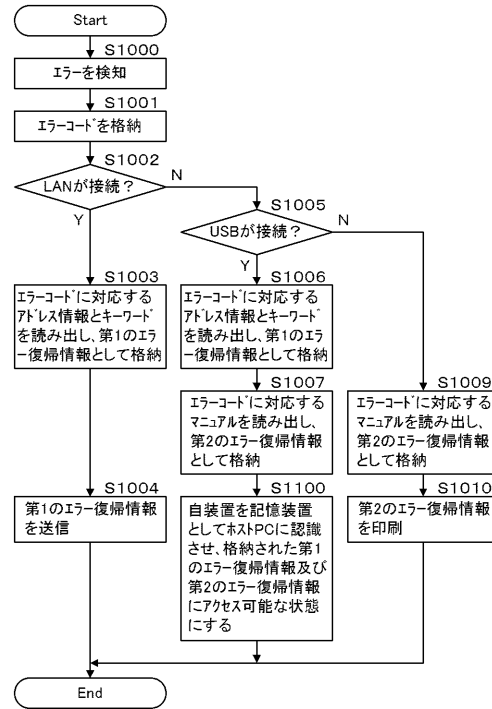 Start
S1000
エラーを検知
S1001
エラーコードを格納
S1002
LANが接続？
N
Y
S1005
USBが接続？
N
Y
S1003
エラーコードに対応する
アドレス情報とキーワード
を読み出し、第1のエラ
ー復帰情報として格納
S1006
エラーコードに対応する
アドレス情報とキーワード
を読み出し、第1のエラ
ー復帰情報として格納
S1007
エラーコードに対応する
マニュアルを読み出し、
第2のエラー復帰情報
として格納
S1009
エラーコードに対応する
マニュアルを読み出し、
第2のエラー復帰情報
として格納
S1004
第1のエラー復帰情報
を送信
S1100
自装置を記憶装置
としてホストPCに認識
させ、格納された第1
のエラー復帰情報及び
第2のエラー復帰情報
にアクセス可能な状態
にする
S1010
第2のエラー復帰情報
を印刷
End